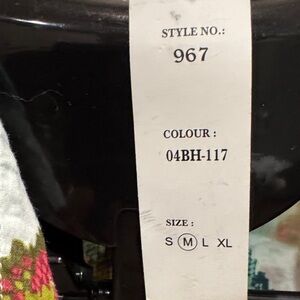 STYLE NO.:
967
COLOUR :
04BH-117
SIZE :
S M L XL